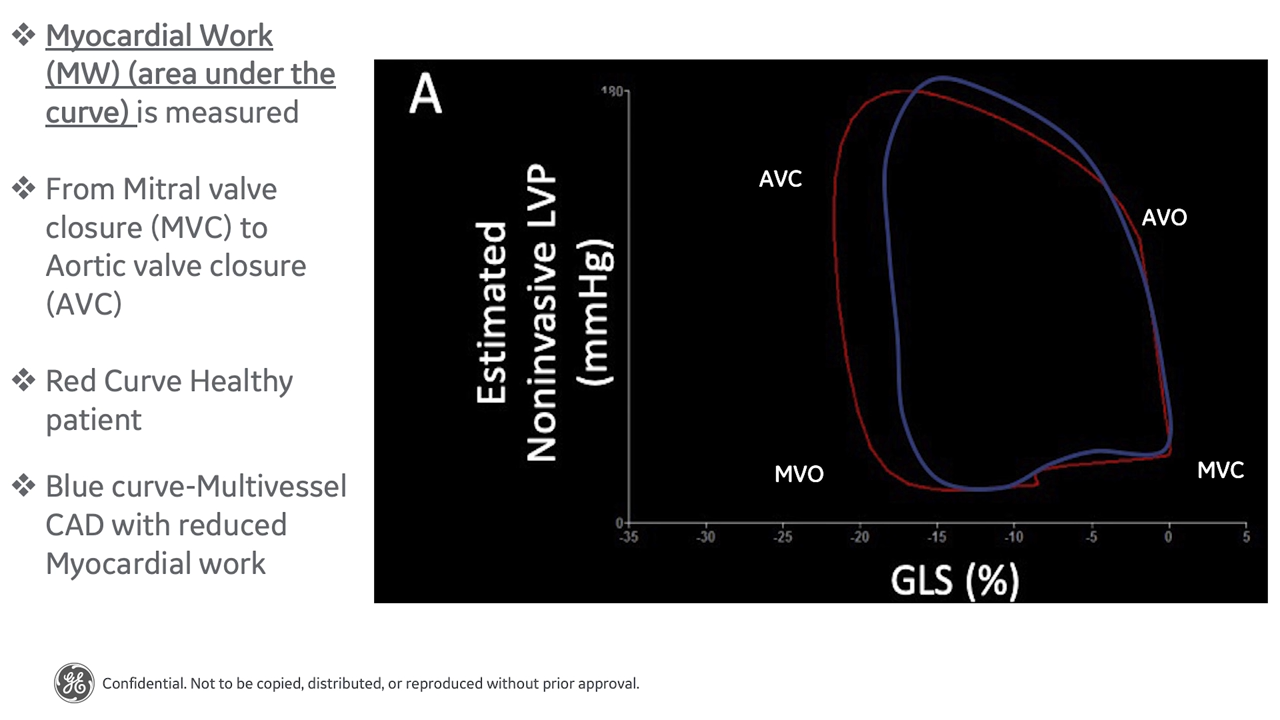 ❖ Myocardial Work
(MW) (area under the
curve) is measured
❖ From Mitral valve
closure (MVC) to
Aortic valve closure
(AVC)
❖ Red Curve Healthy
patient
❖ Blue curve-Multivessel
CAD with reduced
Myocardial work
A
Estimated
Noninvasive LVP
(mmHg)
180
0
AVC
AVO
MVO
MVC
-35 -30 -25 -20 -15 -10 -5 0 5
GLS (%)
GE
Confidential. Not to be copied, distributed, or reproduced without prior approval.